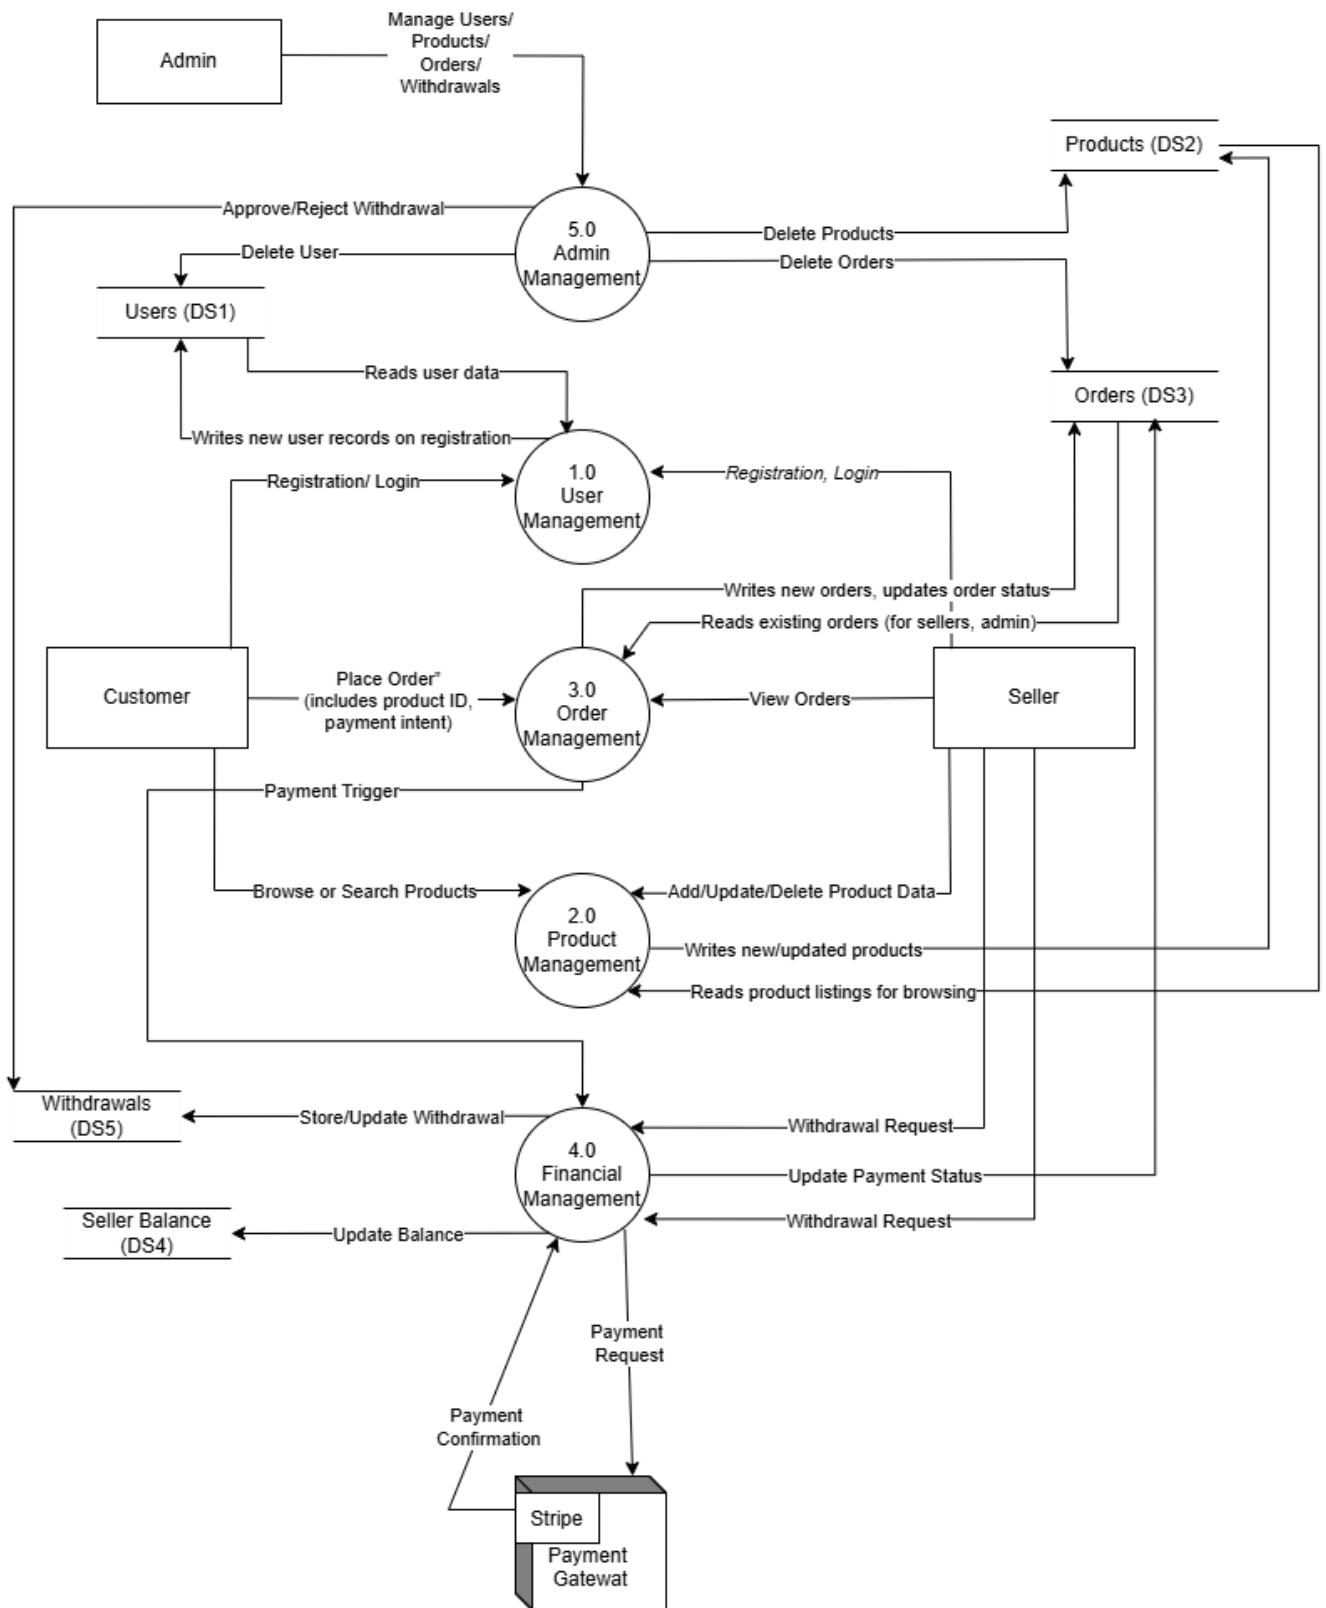 Manage Users/
Products/
Orders/
Withdrawals
Admin
Products (DS2)
Approve/Reject Withdrawal
5.0
Admin
Management
Delete Products
Delete User
Delete Orders
Users (DS1)
Reads user data
Orders (DS3)
Writes new user records on registration
1.0
User
Management
Registration/ Login
Registration, Login
Writes new orders, updates order status
Reads existing orders (for sellers, admin)
Customer
Place Order”
(includes product ID,
payment intent)
3.0
Order
Management
View Orders
Seller
Payment Trigger
Browse or Search Products
2.0
Product
Management
Add/Update/Delete Product Data
Writes new/updated products
Reads product listings for browsing
Withdrawals
(DS5)
Store/Update Withdrawal
4.0
Financial
Management
Withdrawal Request
Update Payment Status
Withdrawal Request
Seller Balance
(DS4)
Update Balance
Payment
Request
Payment
Confirmation
Stripe
Payment
Gatewat